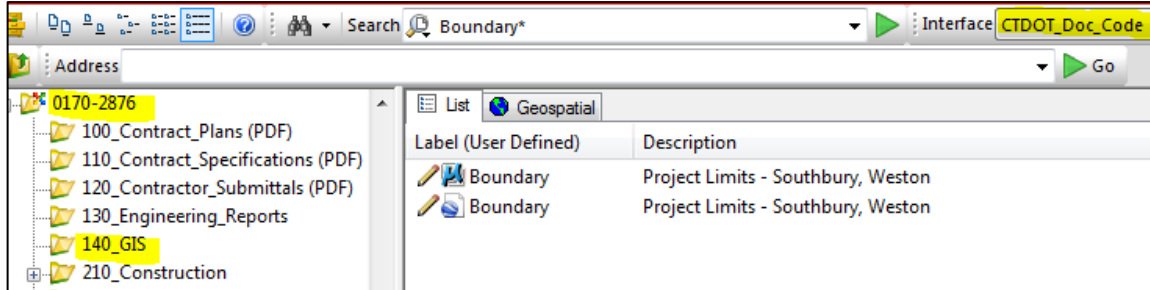 Search Boundary* Interface CTDOT_Doc_Code
Address Go
0170-2876
100_Contract_Plans (PDF)
110_Contract_Specifications (PDF)
120_Contractor_Submittals (PDF)
130_Engineering_Reports
140_GIS
210_Construction
List Geospatial
Label (User Defined) Description
Boundary Project Limits - Southbury, Weston
Boundary Project Limits - Southbury, Weston